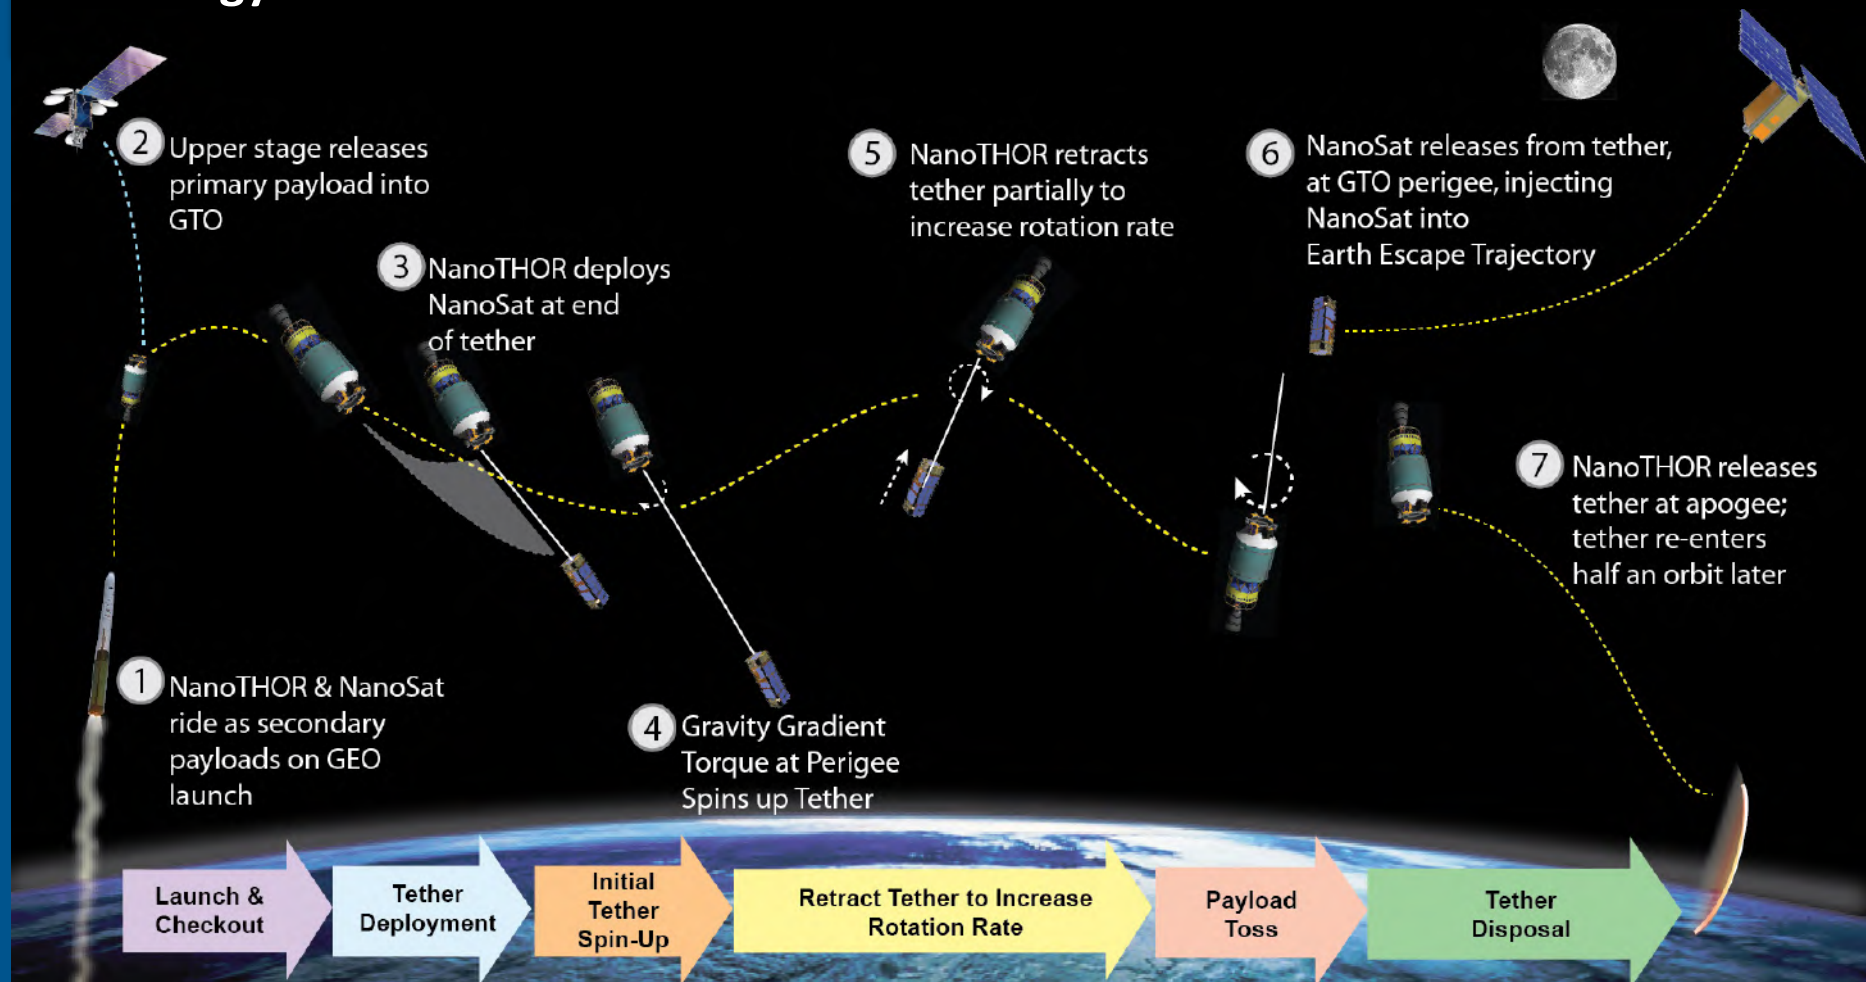 2 Upper stage releases
primary payload into
GTO
3 NanoTHOR deploys
NanoSat at end
of tether
5 NanoTHOR retracts
tether partially to
increase rotation rate
6 NanoSat releases from tether,
at GTO perigee, injecting
NanoSat into
Earth Escape Trajectory
7 NanoTHOR releases
tether at apogee;
tether re-enters
half an orbit later
1 NanoTHOR & NanoSat
ride as secondary
payloads on GEO
launch
4 Gravity Gradient
Torque at Perigee
Spins up Tether
Launch &
Checkout
Tether
Deployment
Initial
Tether
Spin-Up
Retract Tether to Increase
Rotation Rate
Payload
Toss
Tether
Disposal